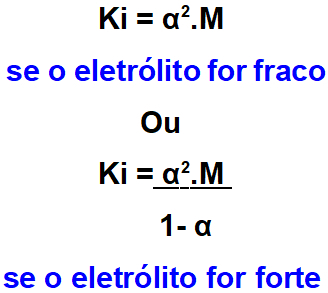 Ki = α².M
se o eletrólito for fraco
Ou
Ki = α².M
1- α
se o eletrólito for forte